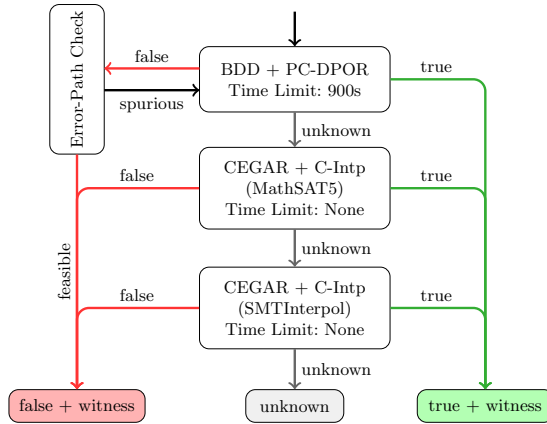 Error-Path Check
false
spurious
BDD + PC-DPOR
Time Limit: 900s
true
unknown
false
CEGAR + C-Intp
(MathSAT5)
Time Limit: None
true
unknown
feasible
false
CEGAR + C-Intp
(SMTInterpol)
Time Limit: None
true
unknown
false + witness
unknown
true + witness